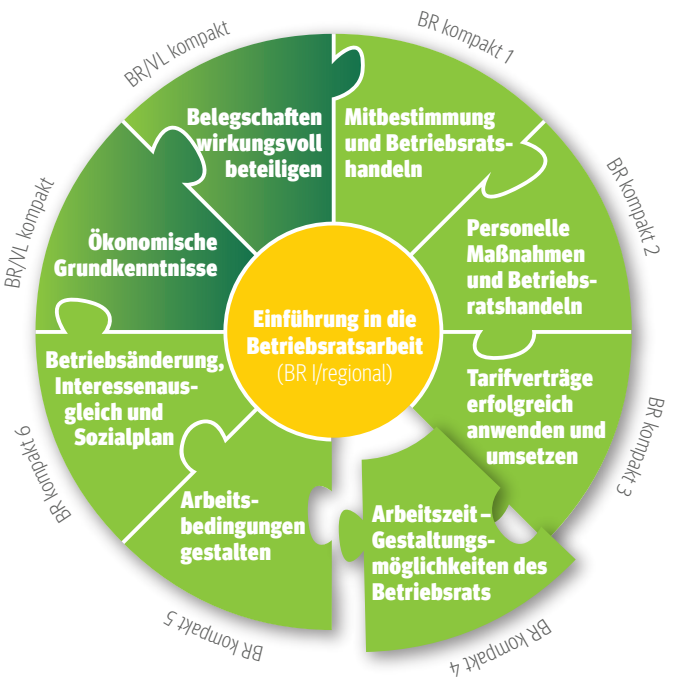 BR kompakt 1
Mitbestimmung
und Betriebsrats-
handeln
BR kompakt 2
Personelle
Maßnahmen
und Betriebs-
ratshandeln
BR kompakt 3
Tarifverträge
erfolgreich
anwenden und
umsetzen
BR kompakt 4
Arbeitszeit –
Gestaltungs-
möglichkeiten des
Betriebsrats
BR kompakt 5
Arbeits-
bedingungen
gestalten
BR kompakt 6
Betriebsänderung,
Interessenaus-
gleich und
Sozialplan
BR/VL kompakt
Ökonomische
Grundkenntnisse
BR/VL kompakt
Belegschaften
wirkungsvoll
beteiligen
Einführung in die
Betriebsratsarbeit
(BR I/regional)